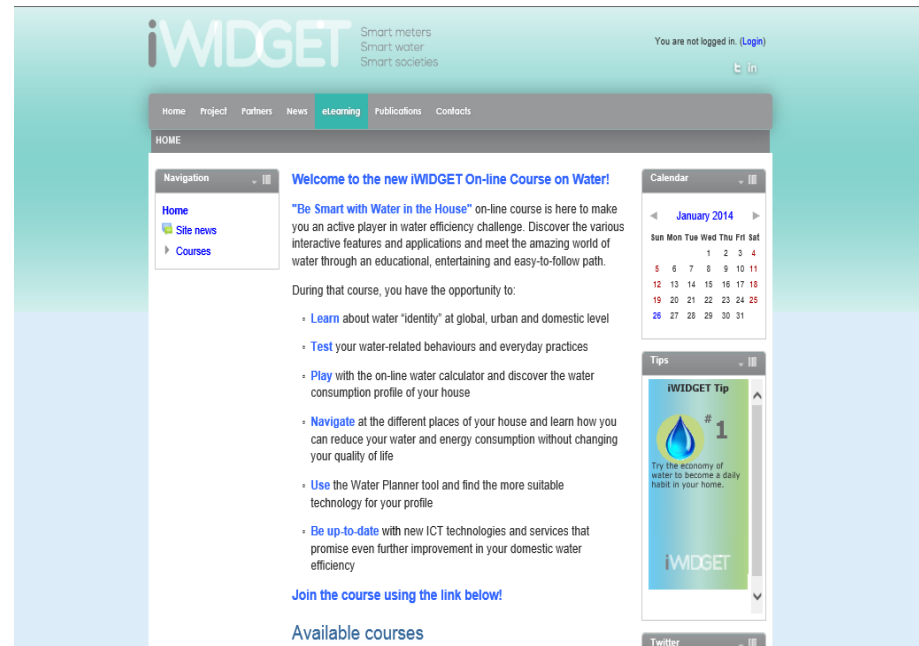 iWIDGET
Smart meters
Smart water
Smart societies
You are not logged in. (Login)
in
Home Project Partners News eLearning Publications Contacts
HOME
Navigation
Home
Site news
Courses
Welcome to the new iWIDGET On-line Course on Water!
"Be Smart with Water in the House" on-line course is here to make
you an active player in water efficiency challenge. Discover the various
interactive features and applications and meet the amazing world of
water through an educational, entertaining and easy-to-follow path.
During that course, you have the opportunity to:
Learn about water “identity” at global, urban and domestic level
Test your water-related behaviours and everyday practices
Play with the on-line water calculator and discover the water
consumption profile of your house
Navigate at the different places of your house and learn how you
can reduce your water and energy consumption without changing
your quality of life
Use the Water Planner tool and find the more suitable
technology for your profile
Be up-to-date with new ICT technologies and services that
promise even further improvement in your domestic water
efficiency
Join the course using the link below!
Available courses
Calendar
January 2014
Sun Mon Tue Wed Thu Fri Sat
1 2 3 4
5 6 7 8 9 10 11
12 13 14 15 16 17 18
19 20 21 22 23 24 25
26 27 28 29 30 31
Tips
iWIDGET Tip
#1
Try the economy of
water to become a daily
habit in your home.
iWIDGET
Twitter